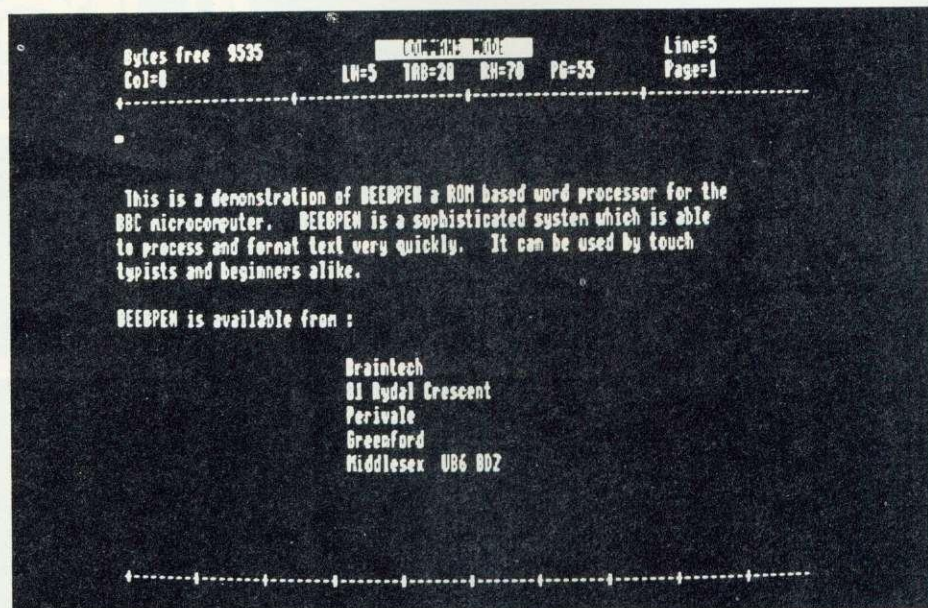 Bytes free 9535 COMMAND MODE Line=5
Col=0 LM=5 TAB=20 RM=70 PG=55 Page=1
This is a demonstration of BEEBPEN a ROM based word processor for the
BBC microcomputer. BEEBPEN is a sophisticated system which is able
to process and format text very quickly. It can be used by touch
typists and beginners alike.
BEEBPEN is available from :
Braintech
81 Rydal Crescent
Perivale
Greenford
Middlesex UB6